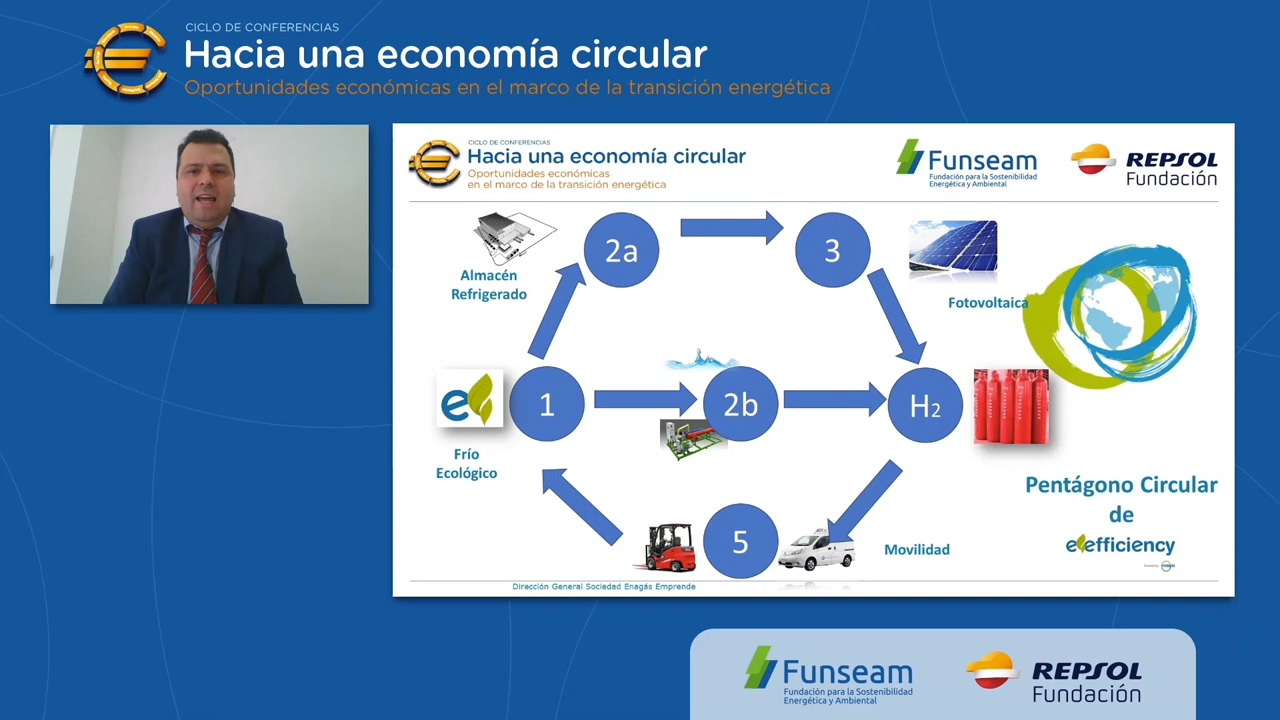 CICLO DE CONFERENCIAS
Hacia una economía circular
Oportunidades económicas en el marco de la transición energética
CICLO DE CONFERENCIAS
Hacia una economía circular
Oportunidades económicas
en el marco de la transición energética
Funseam
Fundación para la Sostenibilidad
Energética y Ambiental
REPSOL
Fundación
2a
3
Almacén
Refrigerado
Fotovoltaica
1
2b
H2
Frío
Ecológico
Pentágono Circular
de
e4efficiency
5
Movilidad
Dirección General Sociedad Enagás Emprende
Funseam
Fundación para la Sostenibilidad
Energética y Ambiental
REPSOL
Fundación